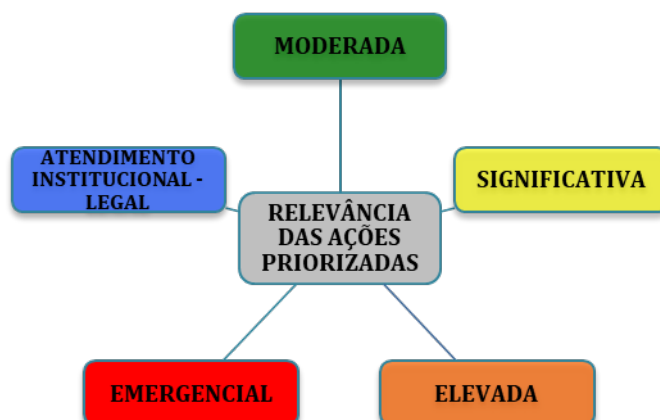 MODERADA
ATENDIMENTO
INSTITUCIONAL -
LEGAL
SIGNIFICATIVA
RELEVÂNCIA
DAS AÇÕES
PRIORIZADAS
EMERGENCIAL
ELEVADA